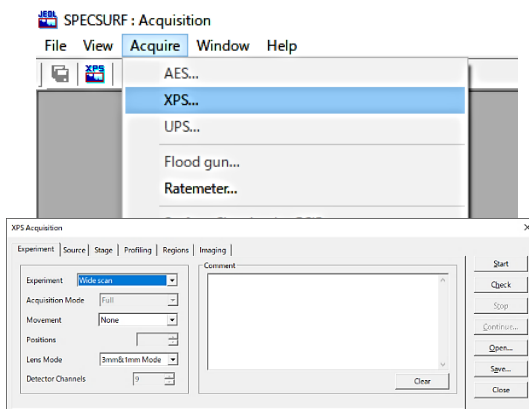 JEOL SPECSURF : Acquisition
File View Acquire Window Help
XPS
AES...
XPS...
UPS...
Flood gun...
Ratemeter...
XPS Acquisition
Experiment Source Stage Profiling Regions Imaging
Experiment Wide scan
Acquisition Mode Full
Movement None
Positions
Lens Mode 3mm&1mm Mode
Detector Channels 9
Comment
Clear
Start
Check
Stop
Continue...
Open...
Save...
Close